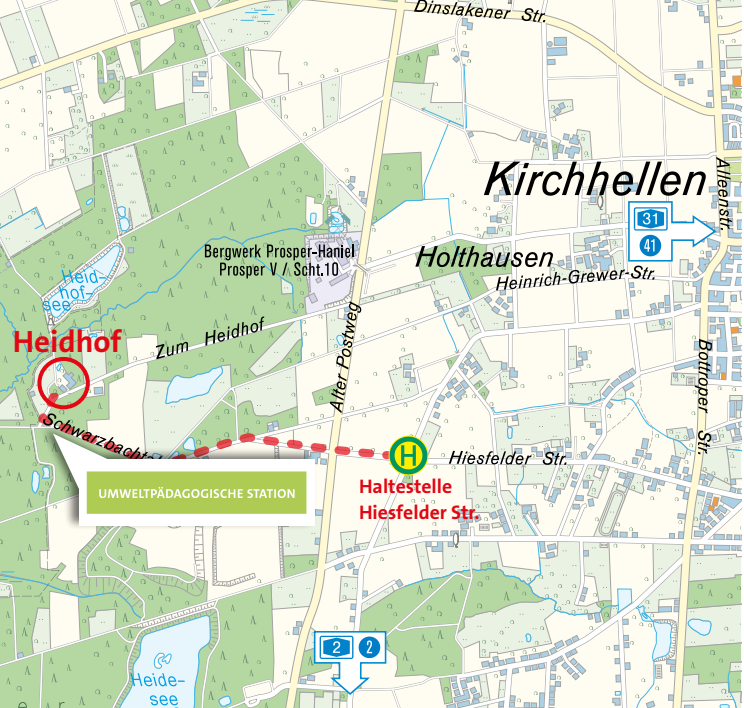 Dinslakener Str.
Kirchhellen
Alleenstr.
31
41
Bergwerk Prosper-Haniel
Prosper V / Scht.10
Holthausen
Heinrich-Grewer-Str.
Heid-
hof-
see
Heidhof
Zum Heidhof
Alter Postweg
Bottroper Str.
Schwarzbachtr
H
Hiesfelder Str.
UMWELTPÄDAGOGISCHE STATION
Haltestelle
Hiesfelder Str.
2
2
Heide-
see